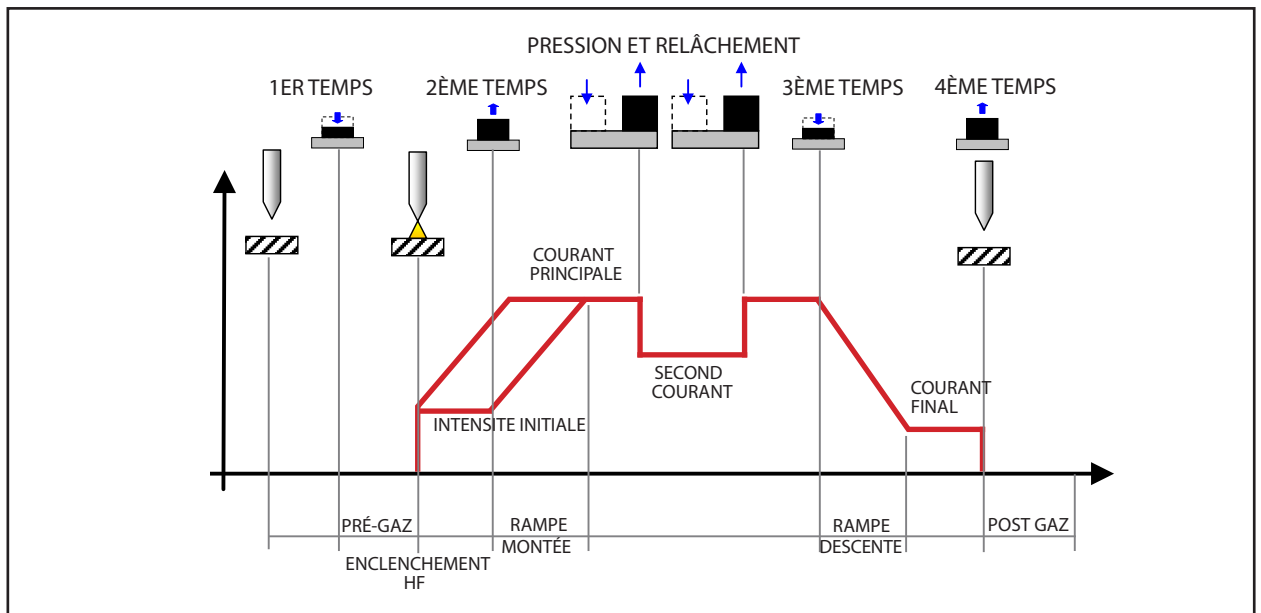 PRESSION ET RELÂCHEMENT
1ER TEMPS
2ÈME TEMPS
3ÈME TEMPS
4ÈME TEMPS
COURANT
PRINCIPALE
SECOND
COURANT
COURANT
FINAL
INTENSITE INITIALE
PRÉ-GAZ
RAMPE
MONTÉE
RAMPE
DESCENTE
POST GAZ
ENCLENCHEMENT
HF